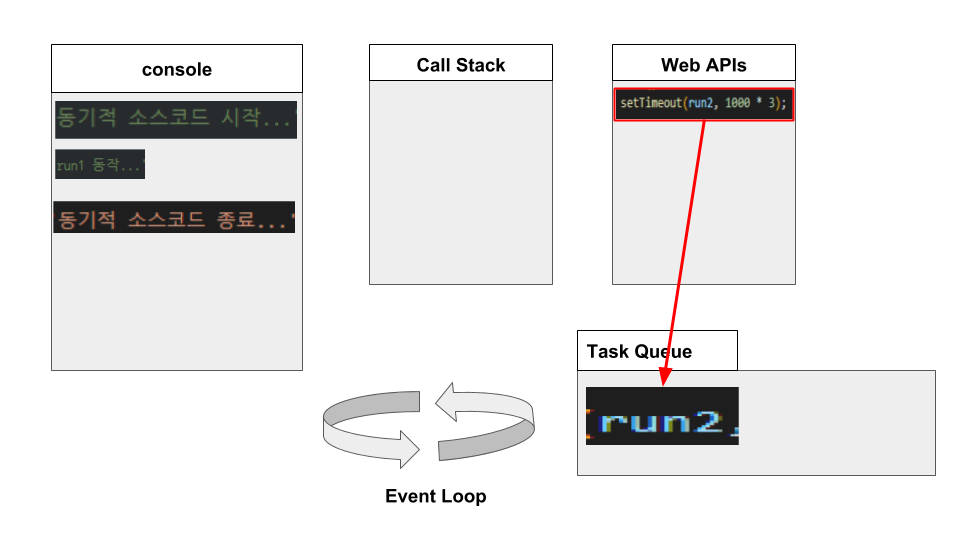 console
동기적 소스코드 시작...'
run1 동작...'
'동기적 소스코드 종료...'
Call Stack
Web APIs
setTimeout(run2, 1000 * 3);
Task Queue
(run2,
Event Loop